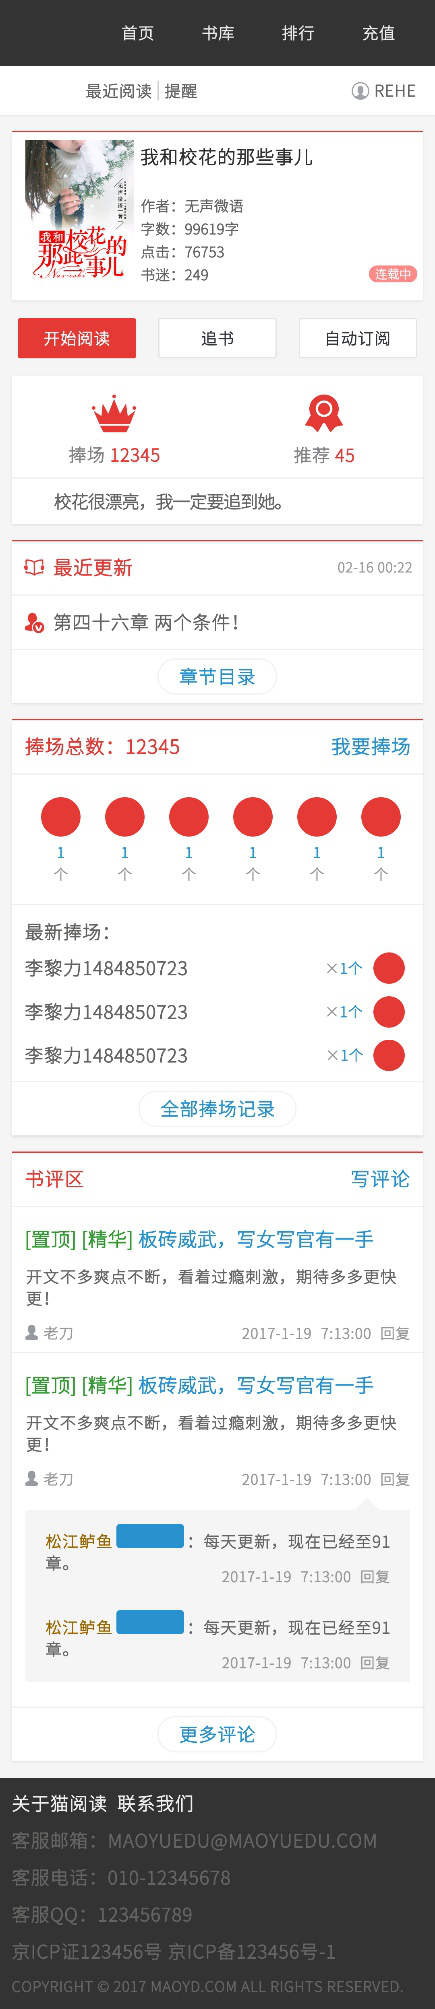 首页 书库 排行 充值
最近阅读 | 提醒 REHE
我和校花的那些事儿
我和校花的那些事儿
作者：无声微语
字数：99619字
点击：76753
书迷：249
连载中
开始阅读 追书 自动订阅
捧场 12345 推荐 45
校花很漂亮，我一定要追到她。
最近更新 02-16 00:22
第四十六章 两个条件！
章节目录
捧场总数：12345 我要捧场
1 1 1 1 1 1
个 个 个 个 个 个
最新捧场：
李黎力1484850723 ×1个
李黎力1484850723 ×1个
李黎力1484850723 ×1个
全部捧场记录
书评区 写评论
[置顶] [精华] 板砖威武，写女写官有一手
开文不多爽点不断，看着过瘾刺激，期待多多更快
更！
老刀 2017-1-19 7:13:00 回复
[置顶] [精华] 板砖威武，写女写官有一手
开文不多爽点不断，看着过瘾刺激，期待多多更快
更！
老刀 2017-1-19 7:13:00 回复
松江鲈鱼 ：每天更新，现在已经至91
章。
2017-1-19 7:13:00 回复
松江鲈鱼 ：每天更新，现在已经至91
章。
2017-1-19 7:13:00 回复
更多评论
关于猫阅读 联系我们
客服邮箱：MAOYUEDU@MAOYUEDU.COM
客服电话：010-12345678
客服QQ：123456789
京ICP证123456号 京ICP备123456号-1
COPYRIGHT © 2017 MAOYD.COM ALL RIGHTS RESERVED.